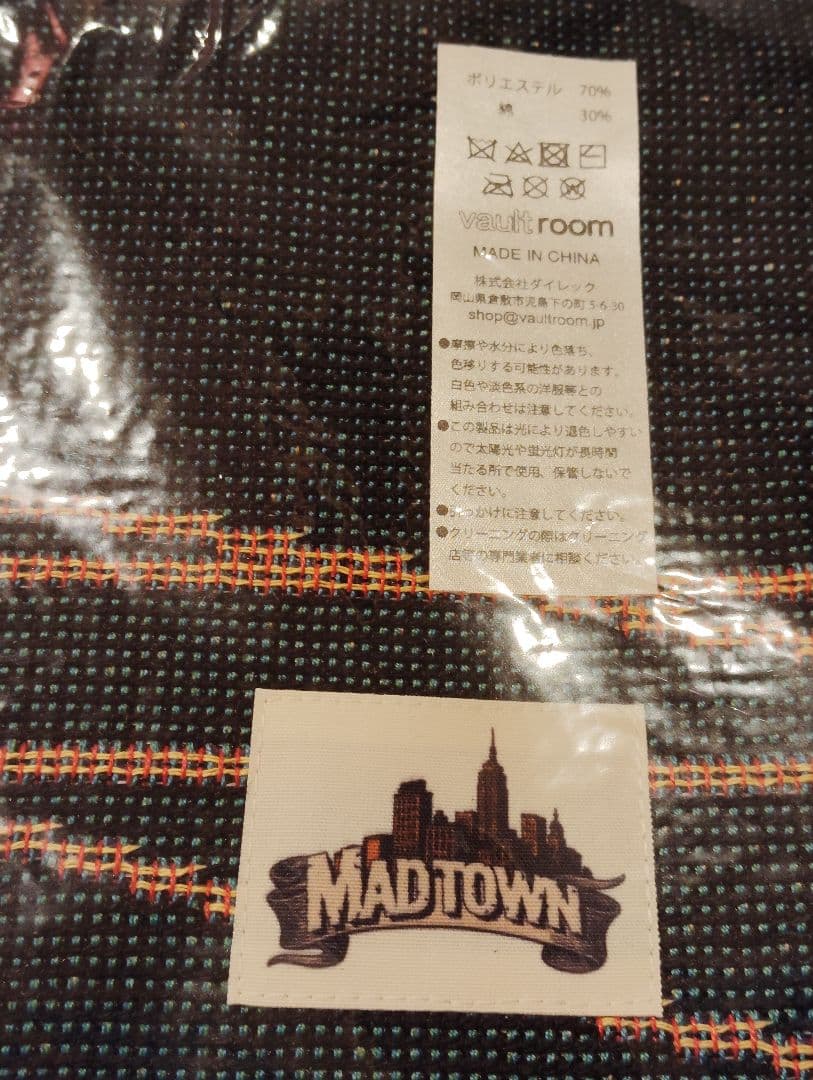 ポリエステル 70%
綿 30%
vault room
MADE IN CHINA
株式会社ダイレック
岡山県倉敷市児島下の町 5-6-30
shop@vaultroom.jp
●摩擦や水分により色落ち、
色移りする可能性があります。
白色や淡色系の洋服等との
組み合わせは注意してください。
●この製品は光により退色しやすい
ので太陽光や蛍光灯が長時間
当たる所で使用、保管しないで
ください。
●引っかけに注意してください。
●クリーニングの際はクリーニング
店等の専門業者に相談ください。
MADTOWN